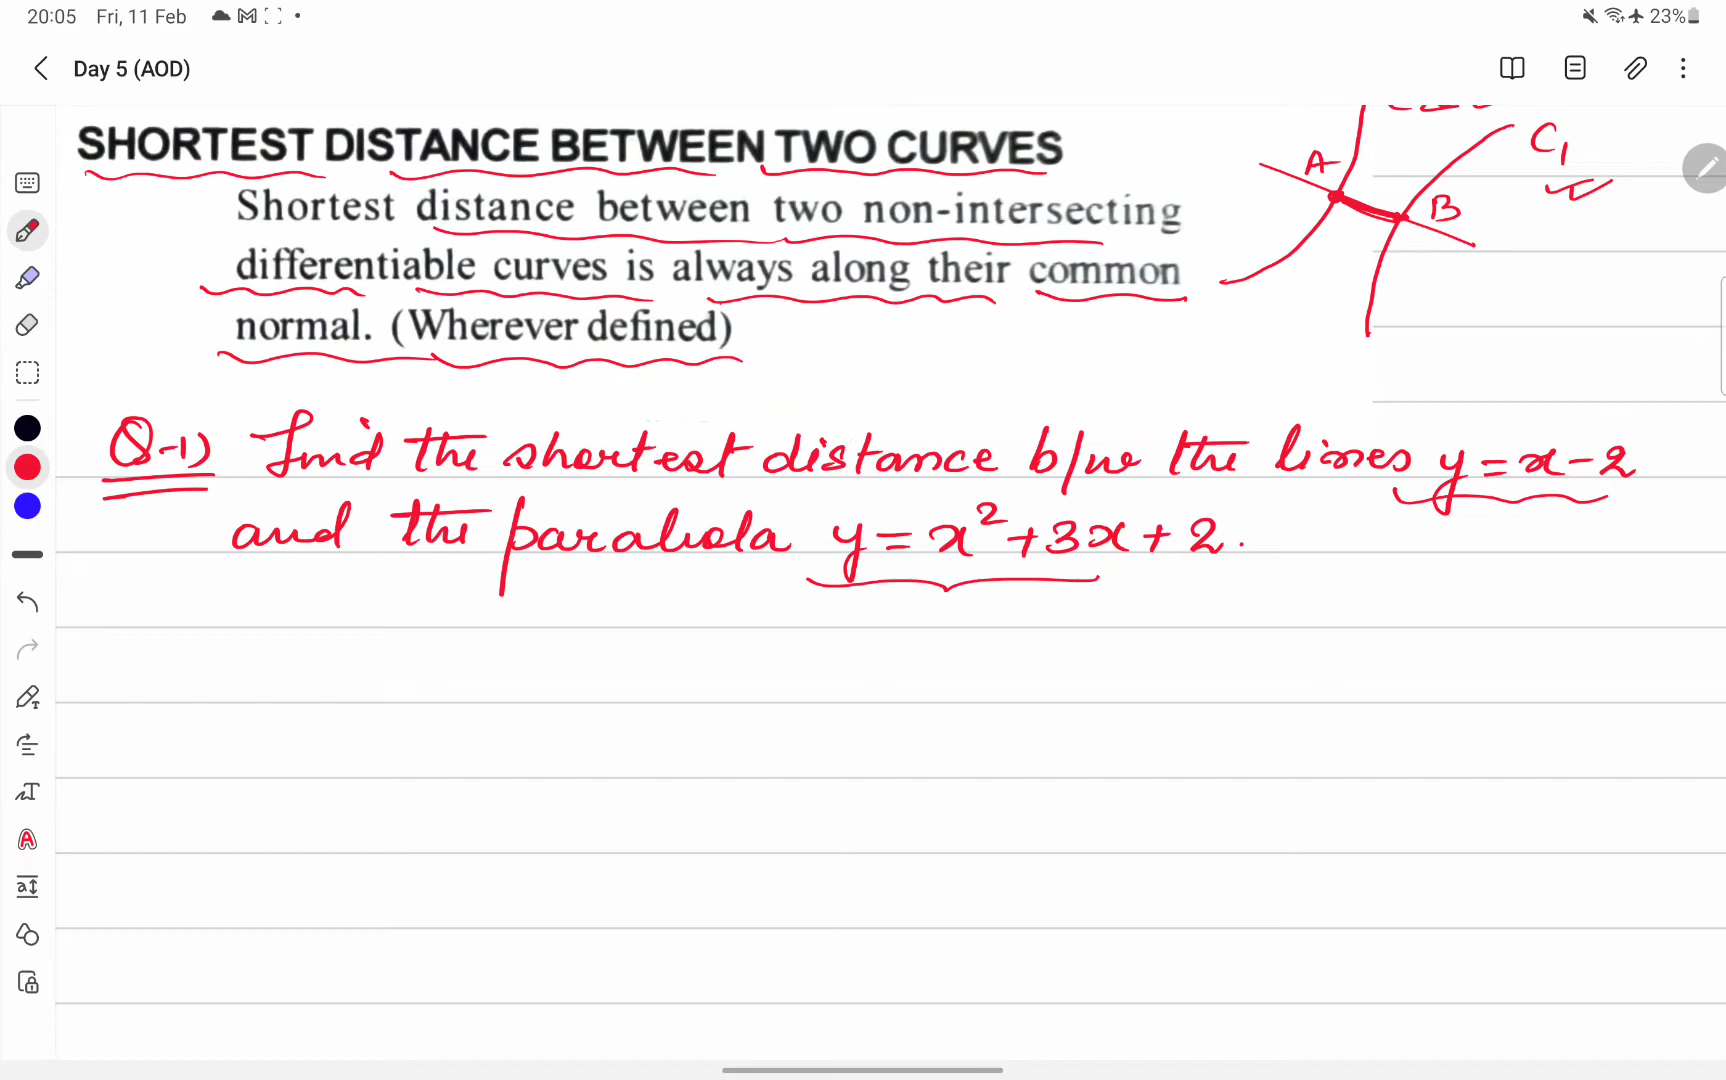 20:05 Fri, 11 Feb
23%
Day 5 (AOD)
SHORTEST DISTANCE BETWEEN TWO CURVES
Shortest distance between two non-intersecting
differentiable curves is always along their common
normal. (Wherever defined)
A
B
C₁
Q-1) Find the shortest distance b/w the lines y = x - 2
and the parabola y = x² + 3x + 2.